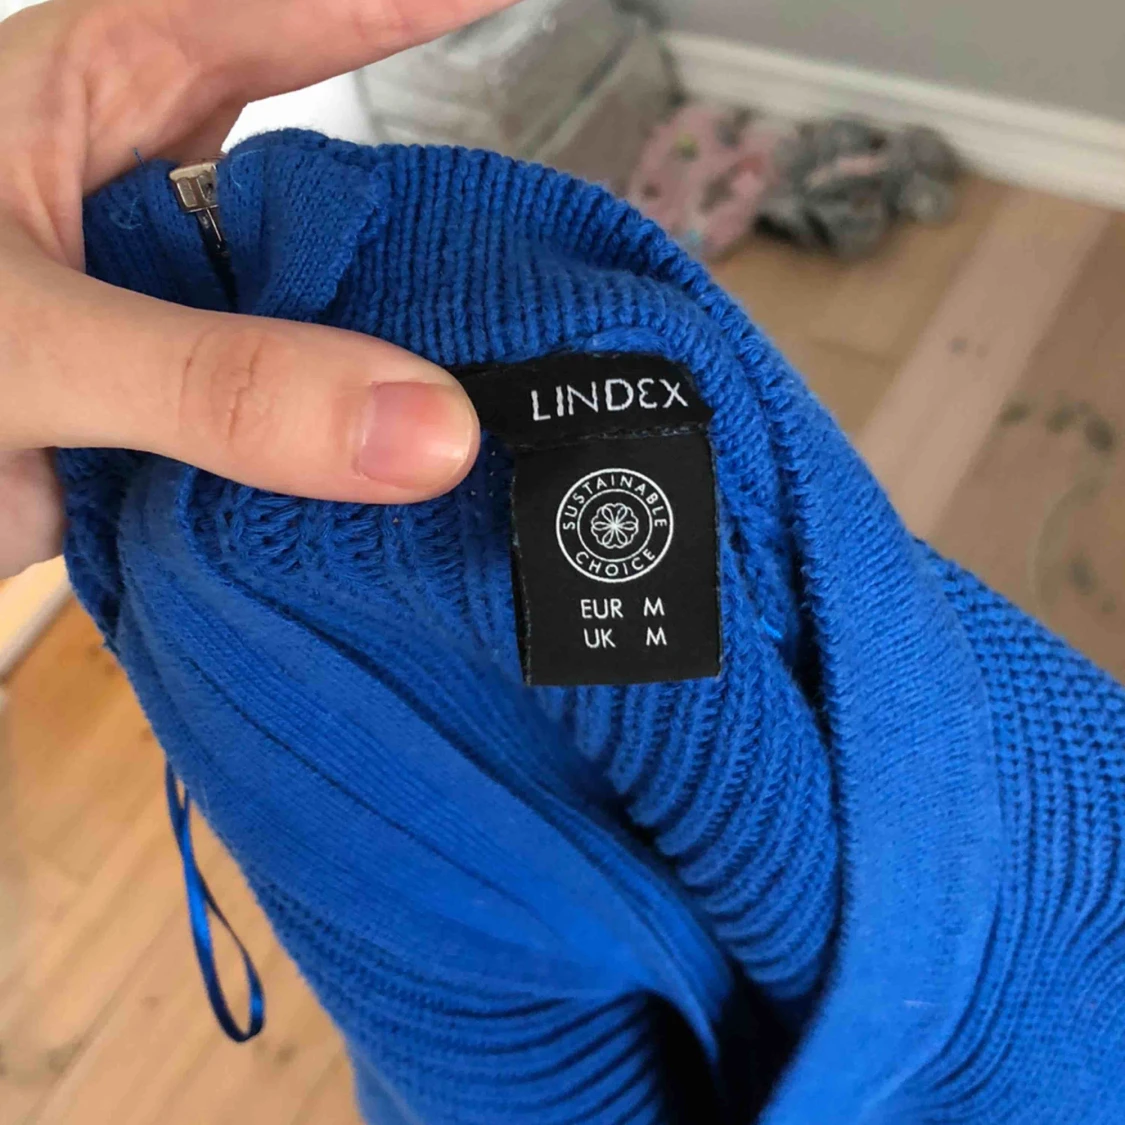 LINDEX
SUSTAINABLE
CHOICE
EUR M
UK M